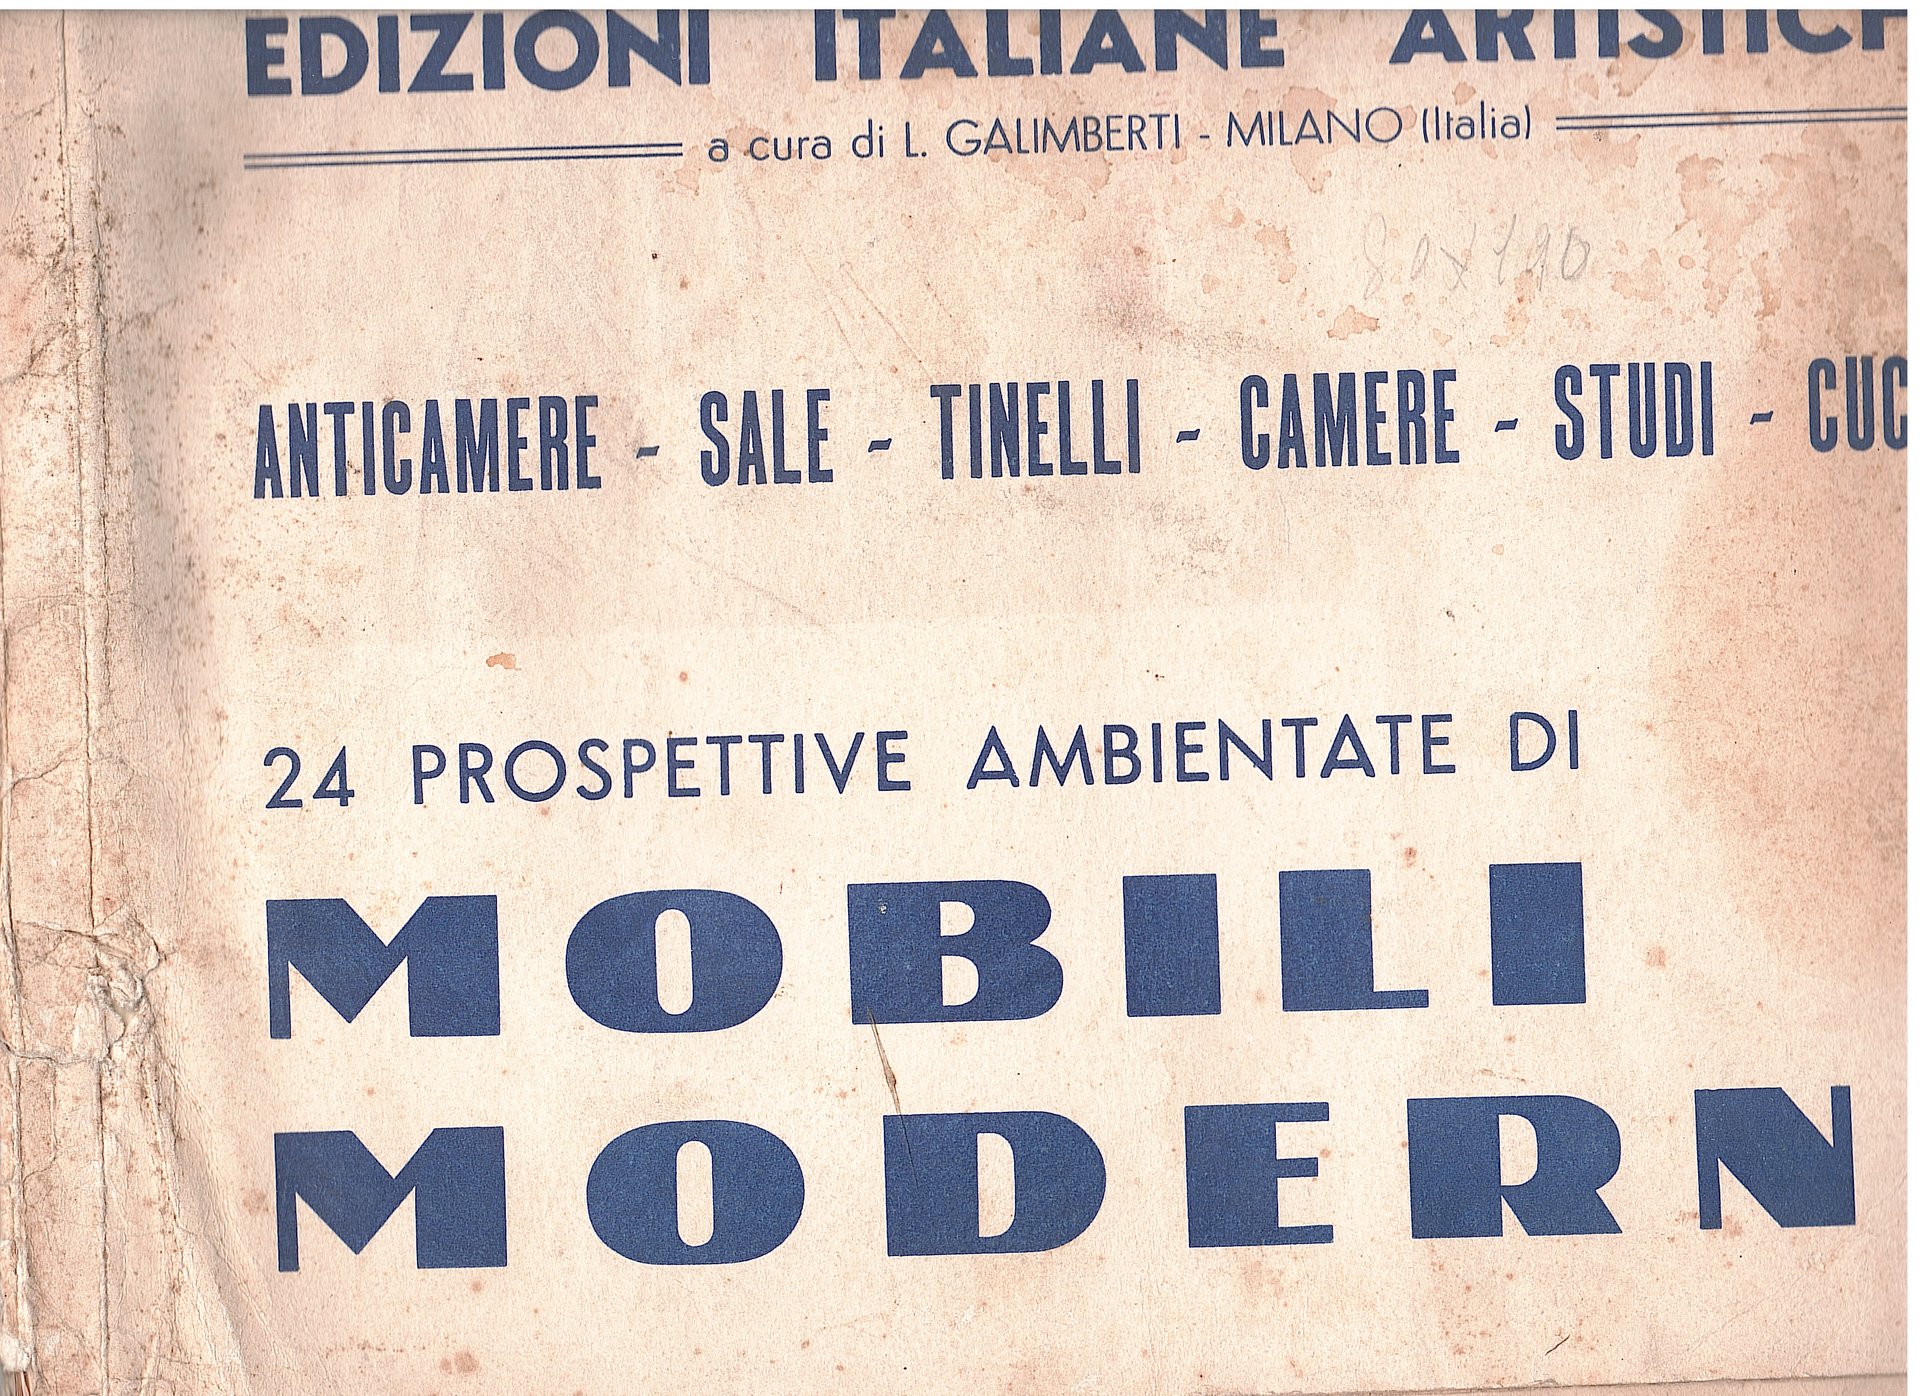 EDIZIONI ITALIANE ARTISTICH
a cura di L. GALIMBERTI - MILANO (Italia)
ANTICAMERE - SALE - TINELLI - CAMERE - STUDI - CUC
24 PROSPETTIVE AMBIENTATE DI
MOBILI
MODERN